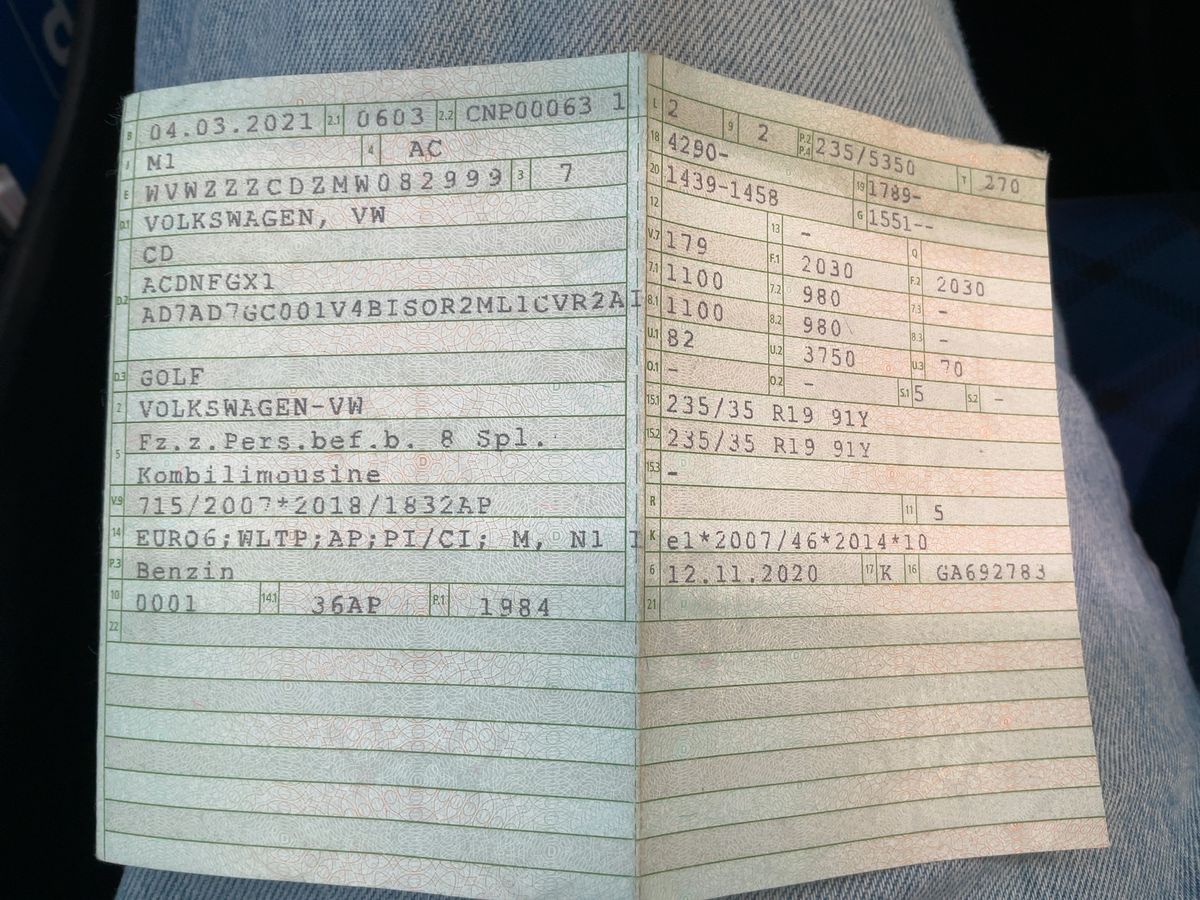 B 04.03.2021 2.1 0603 2.2 CNP00063 1
J M1 4 AC
E WVWZZZCDZMW082999 3 7
D.1 VOLKSWAGEN, VW
CD
D.2 ACDNFGX1
AD7AD7GC001V4BISOR2ML1CVR2AI
D.3 GOLF
2 VOLKSWAGEN-VW
5 Fz.z.Pers.bef.b. 8 Spl.
Kombilimousine
V.9 715/2007*2018/1832AP
14 EURO6;WLTP;AP;PI/CI; M, N1 I
P.3 Benzin
10 0001 14.1 36AP P.1 1984
22
L 2 9 2 P.2 P.4 235/5350 T 270
18 4290- 19 1789-
20 1439-1458 G 1551--
12 13 - Q
V.7 179 F.1 2030 F.2 2030
7.1 1100 7.2 980 7.3 -
8.1 1100 8.2 980 8.3 -
U.1 82 U.2 3750 U.3 70
O.1 - O.2 - S.1 5 S.2 -
15.1 235/35 R19 91Y
15.2 235/35 R19 91Y
15.3 -
R 11 5
K e1*2007/46*2014*10
6 12.11.2020 17 K 16 GA692783
21